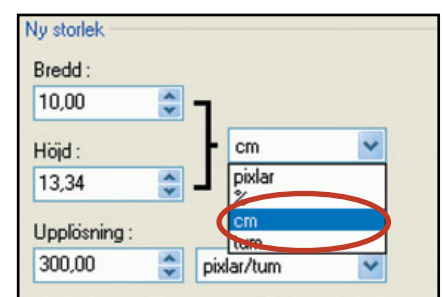 Ny storlek
Bredd :
10,00
Höjd :
cm
13,34
pixlar
%
cm
tum
Upplösning :
300,00
pixlar/tum